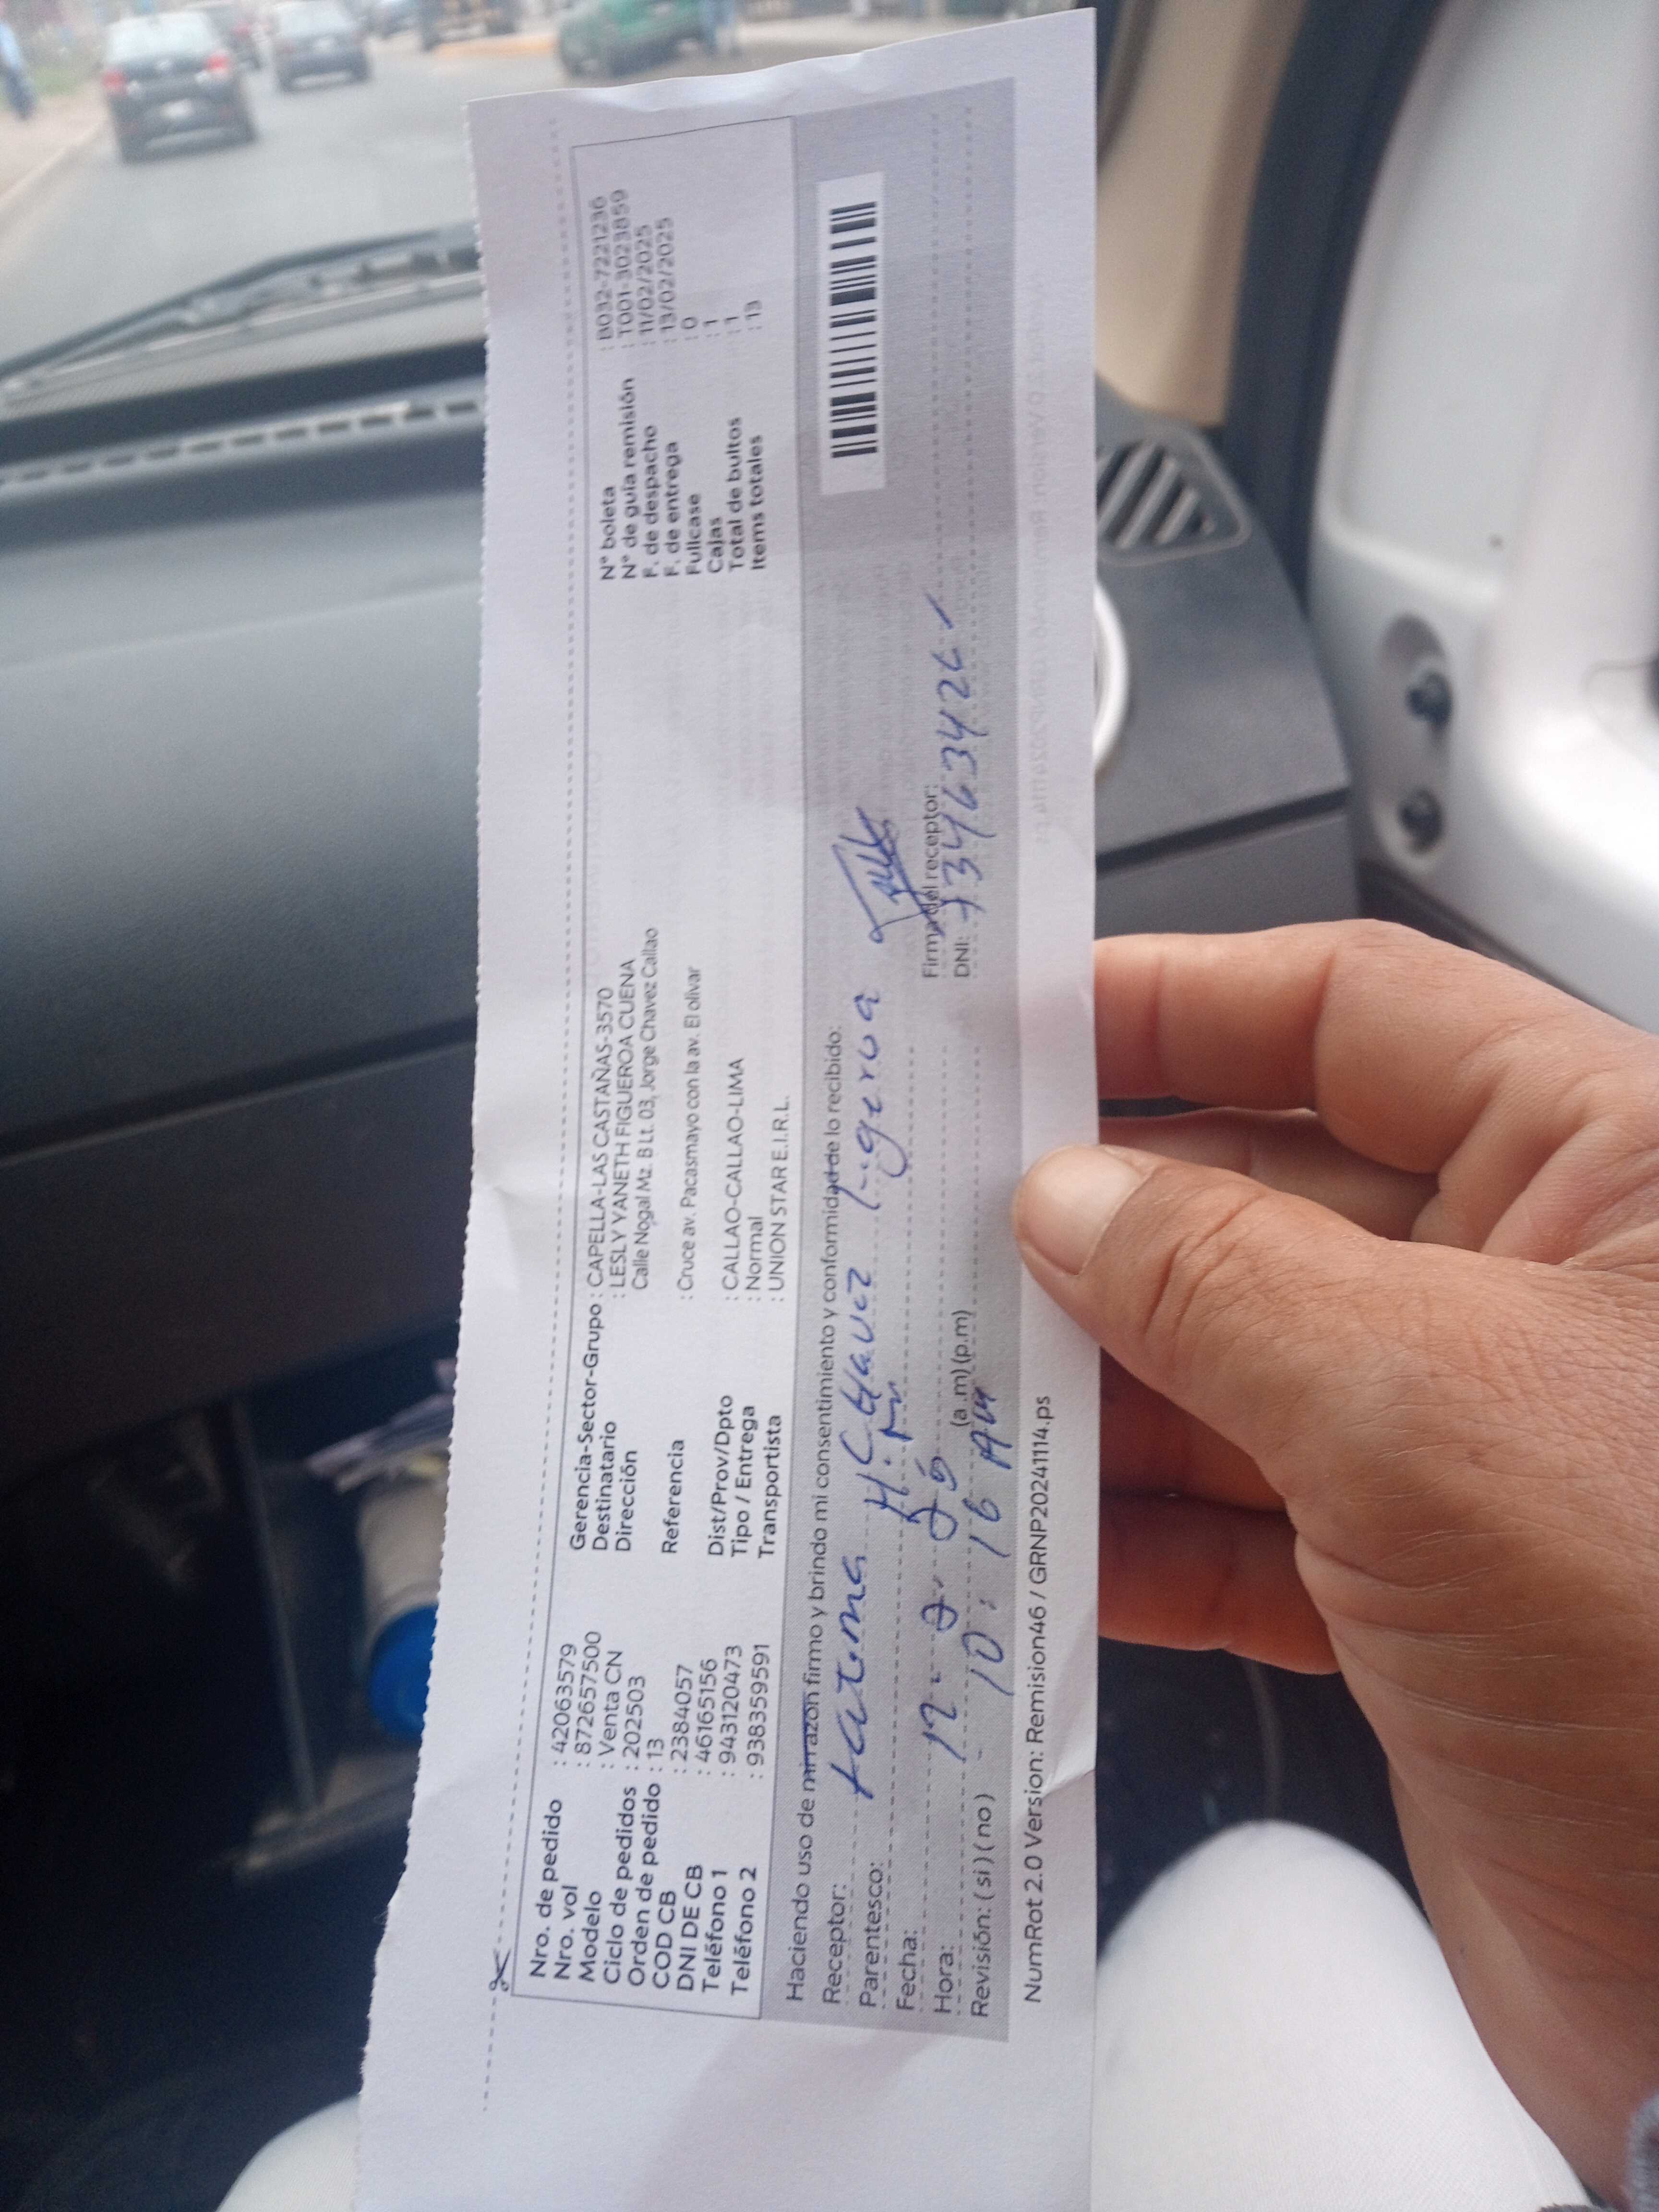 Nro. de pedido : 42063579
Nro. vol : 872657500
Modelo : Venta CN
Ciclo de pedidos : 202503
Orden de pedido : 13
COD CB : 2384057
DNI DE CB : 46165156
Teléfono 1 : 943120473
Teléfono 2 : 938359591
Gerencia-Sector-Grupo : CAPELLA-LAS CASTAÑAS-3570
Destinatario : LESLY YANETH FIGUEROA CUENA
Dirección Calle Nogal Mz. B Lt. 03, Jorge Chavez Callao
Referencia : Cruce av. Pacasmayo con la av. El olivar
Dist/Prov/Dpto : CALLAO-CALLAO-LIMA
Tipo / Entrega : Normal
Transportista : UNION STAR E.I.R.L.
N° boleta : B032-7221236
N° de guía remisión : T001-3023859
F. de despacho : 11/02/2025
F. de entrega : 13/02/2025
Fullcase : 0
Cajas : 1
Total de bultos : 1
Items totales : 13
Haciendo uso de mi razón firmo y brindo mi consentimiento y conformidad de lo recibido.
Receptor: Fatima H. Chavez
Parentesco:
Fecha: 12 - 2 -
Hora: 10 : 16 AM (a.m) (p.m)
Revisión: (si) (no)
Firma del receptor:
DNI:
NumRot 2.0 Version: Remision46 / GRNP20241114.ps